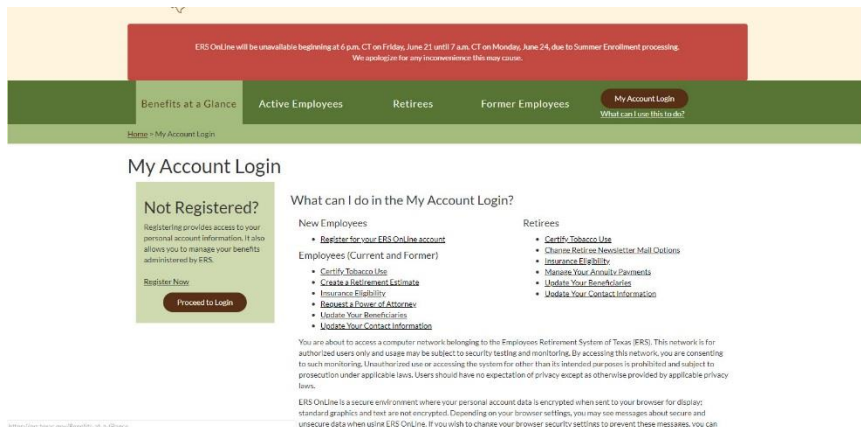 ERS OnLine will be unavailable beginning at 6 p.m. CT on Friday, June 21 until 7 a.m. CT on Monday, June 24, due to Summer Enrollment processing.
We apologize for any inconvenience this may cause.
Benefits at a Glance
Active Employees
Retirees
Former Employees
My Account Login
What can I use this to do?
Home > My Account Login
My Account Login
Not Registered?
Registering provides access to your
personal account information. It also
allows you to manage your benefits
administered by ERS.
Register Now
Proceed to Login
What can I do in the My Account Login?
New Employees
Register for your ERS OnLine account
Employees (Current and Former)
Certify Tobacco Use
Create a Retirement Estimate
Insurance Eligibility
Request a Power of Attorney
Update Your Beneficiaries
Update Your Contact Information
Retirees
Certify Tobacco Use
Change Retiree Newsletter Mail Options
Insurance Eligibility
Manage Your Annuity Payments
Update Your Beneficiaries
Update Your Contact Information
You are about to access a computer network belonging to the Employees Retirement System of Texas (ERS). This network is for
authorized users only and usage may be subject to security testing and monitoring. By accessing this network, you are consenting
to such monitoring. Unauthorized use or accessing the system for other than its intended purposes is prohibited and subject to
prosecution under applicable laws. Users should have no expectation of privacy except as otherwise provided by applicable privacy
laws.
ERS OnLine is a secure environment where your personal account data is encrypted when sent to your browser for display;
standard graphics and text are not encrypted. Depending on your browser settings, you may see messages about secure and
unsecure data when using ERS OnLine. If you wish to change your browser security settings to prevent these messages, you can